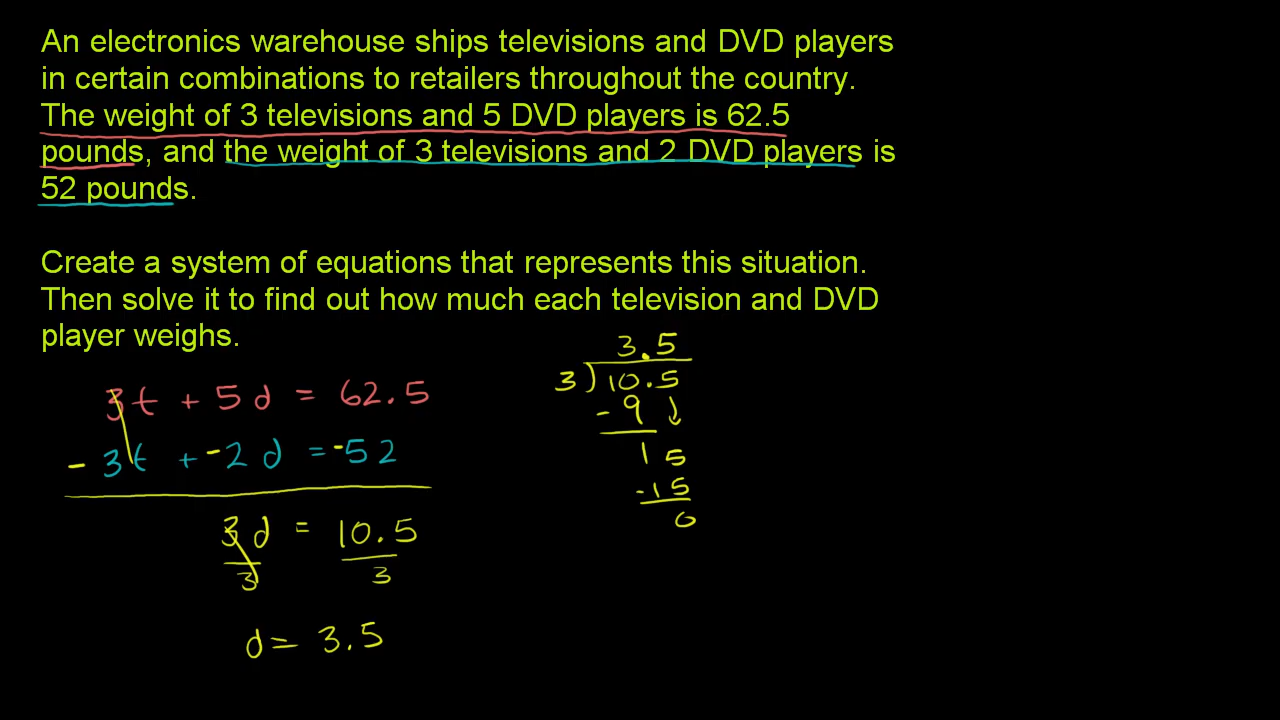 An electronics warehouse ships televisions and DVD players
in certain combinations to retailers throughout the country.
The weight of 3 televisions and 5 DVD players is 62.5
pounds, and the weight of 3 televisions and 2 DVD players is
52 pounds.
Create a system of equations that represents this situation.
Then solve it to find out how much each television and DVD
player weighs.
3t + 5d = 62.5
- 3t + -2d = -52
3d = 10.5
3 3
d = 3.5
3.5
3 ) 10.5
- 9 ↓
1 5
-15
0